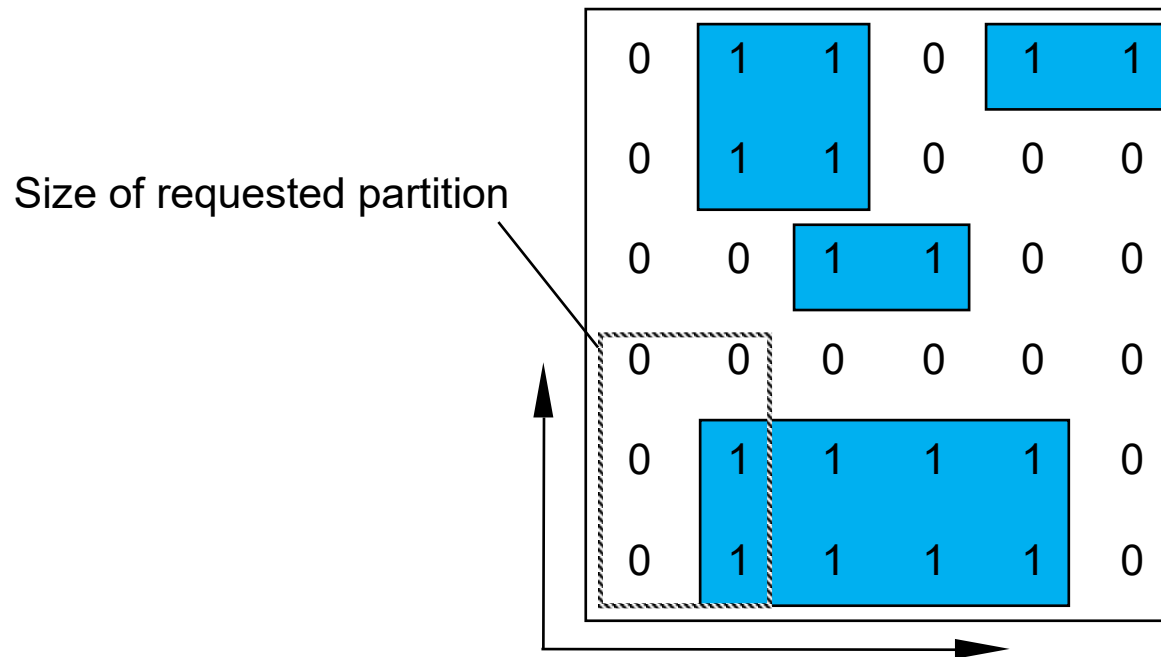 0 1 1 0 1 1
0 1 1 0 0 0
Size of requested partition
0 0 1 1 0 0
0 0 0 0 0 0
0 1 1 1 1 0
0 1 1 1 1 0